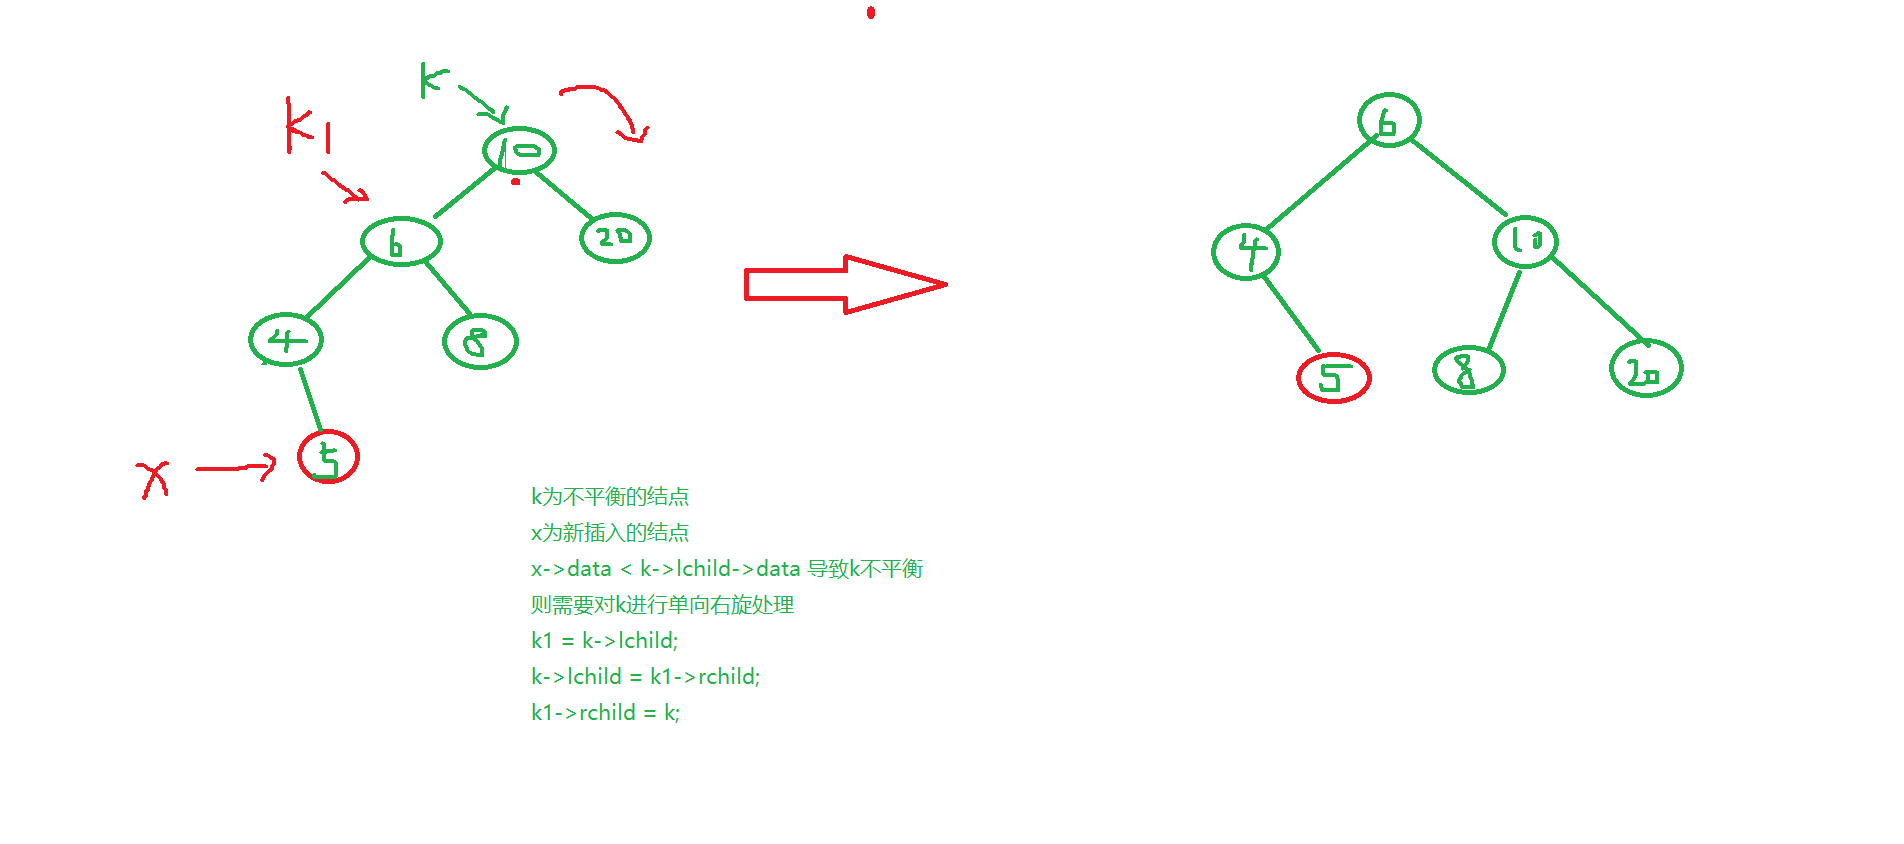 k
k1
10
6
20
4
8
x
5
6
4
10
5
8
20
k为不平衡的结点
x为新插入的结点
x->data < k->lchild->data 导致k不平衡
则需要对k进行单向右旋处理
k1 = k->lchild;
k->lchild = k1->rchild;
k1->rchild = k;